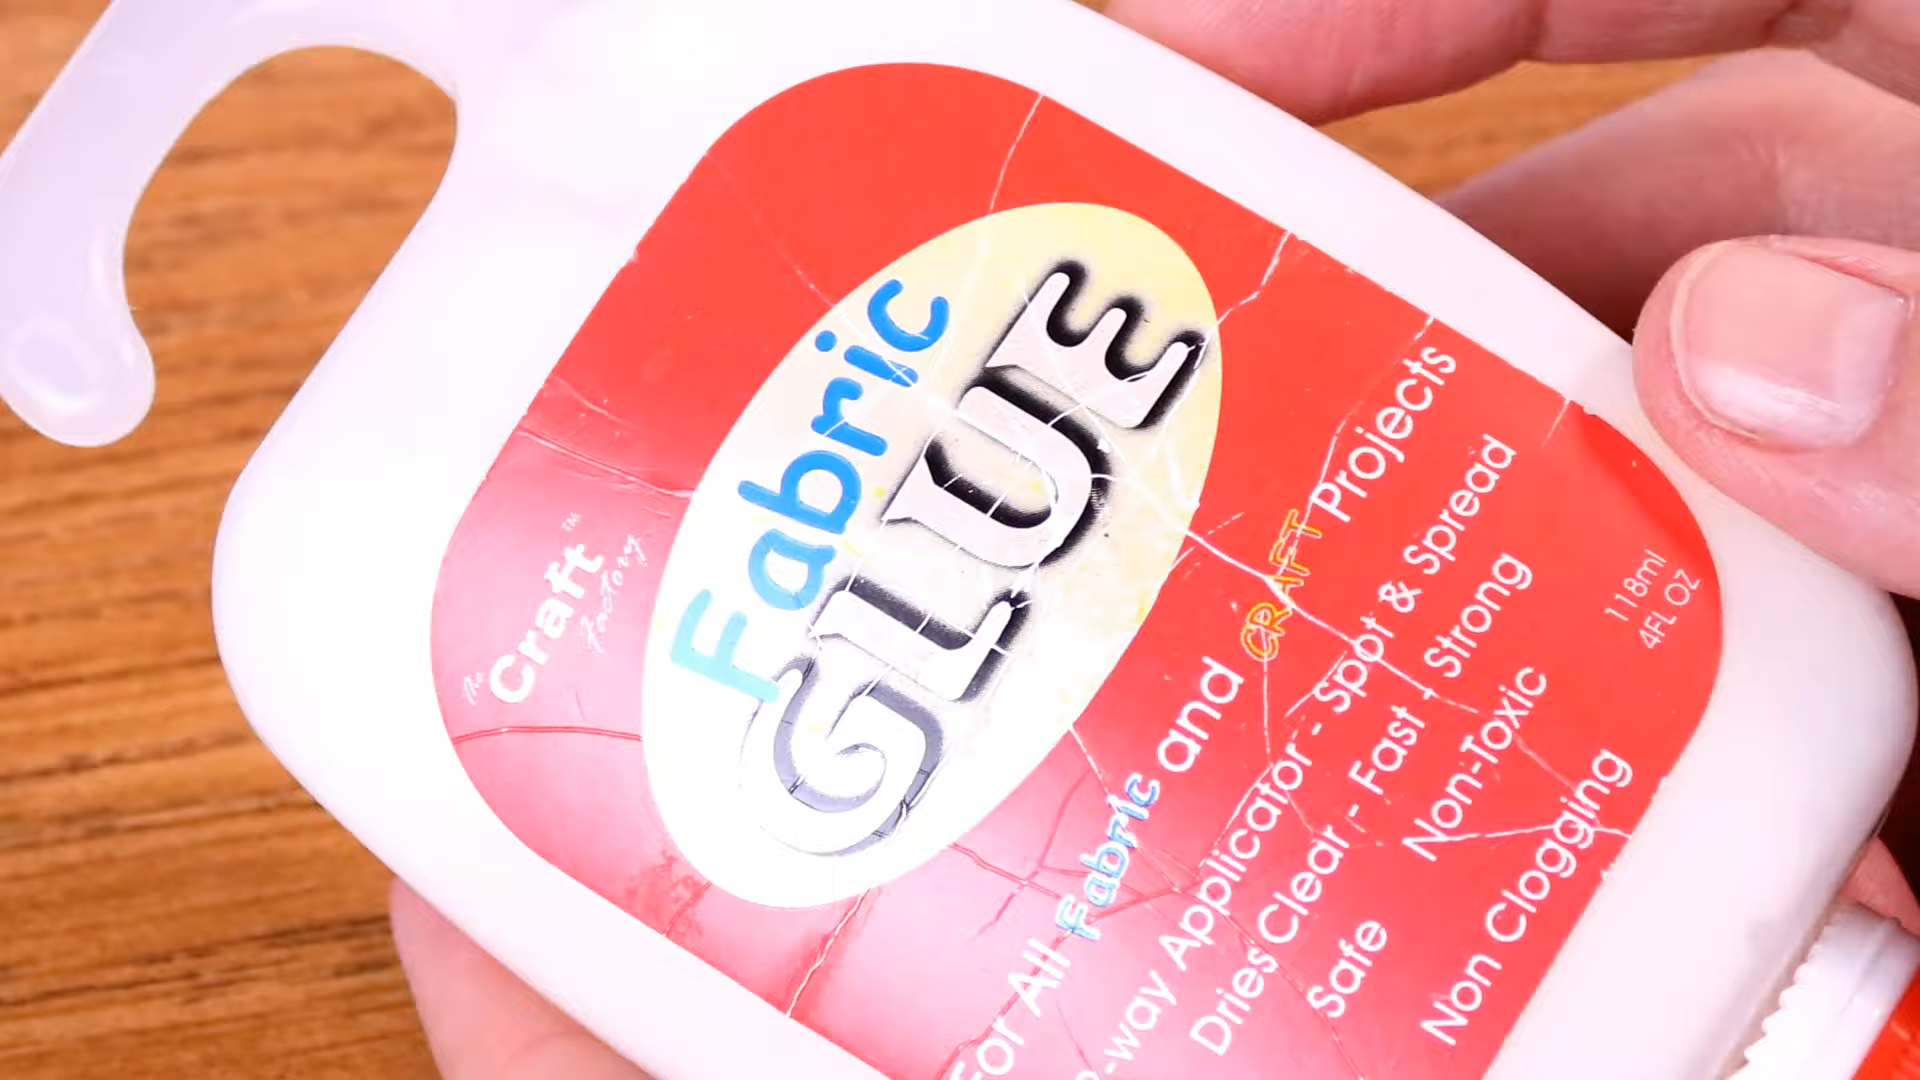 The Craft™
Factory
Fabric
GLUE
For All Fabric and CRAFT Projects
-way Applicator - Spot & Spread
Dries Clear - Fast - Strong
Safe Non-Toxic
Non Clogging
118ml
4FL OZ